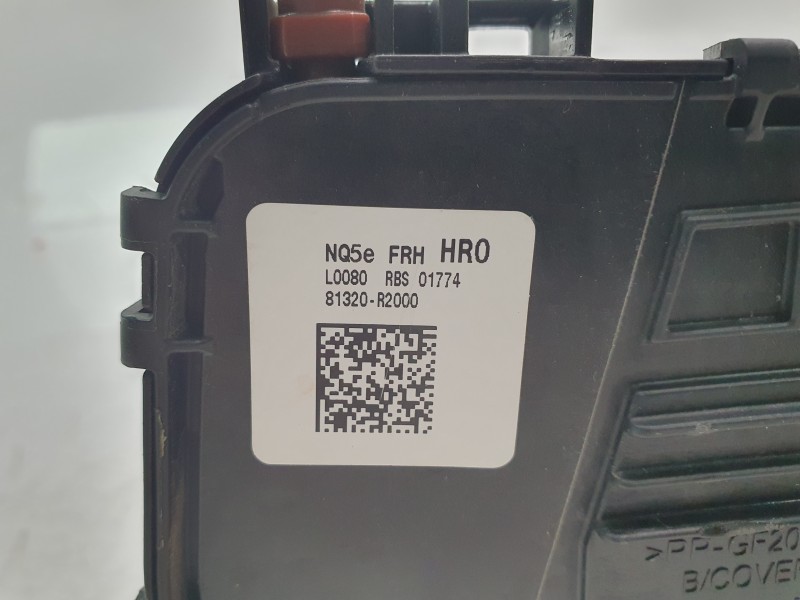 NQ5e FRH HR0
L0080 RBS 01774
81320-R2000
>PP-GF20
B/COVER